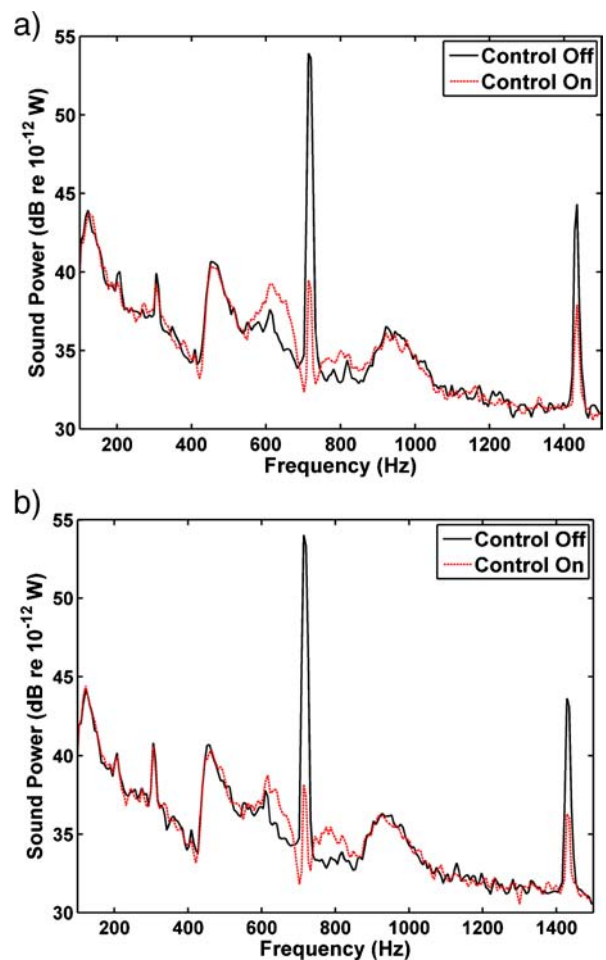 a)
55
50
45
40
35
30
Sound Power (dB re 10⁻¹² W)
Control Off
Control On
200 400 600 800 1000 1200 1400
Frequency (Hz)
b)
55
50
45
40
35
30
Sound Power (dB re 10⁻¹² W)
Control Off
Control On
200 400 600 800 1000 1200 1400
Frequency (Hz)